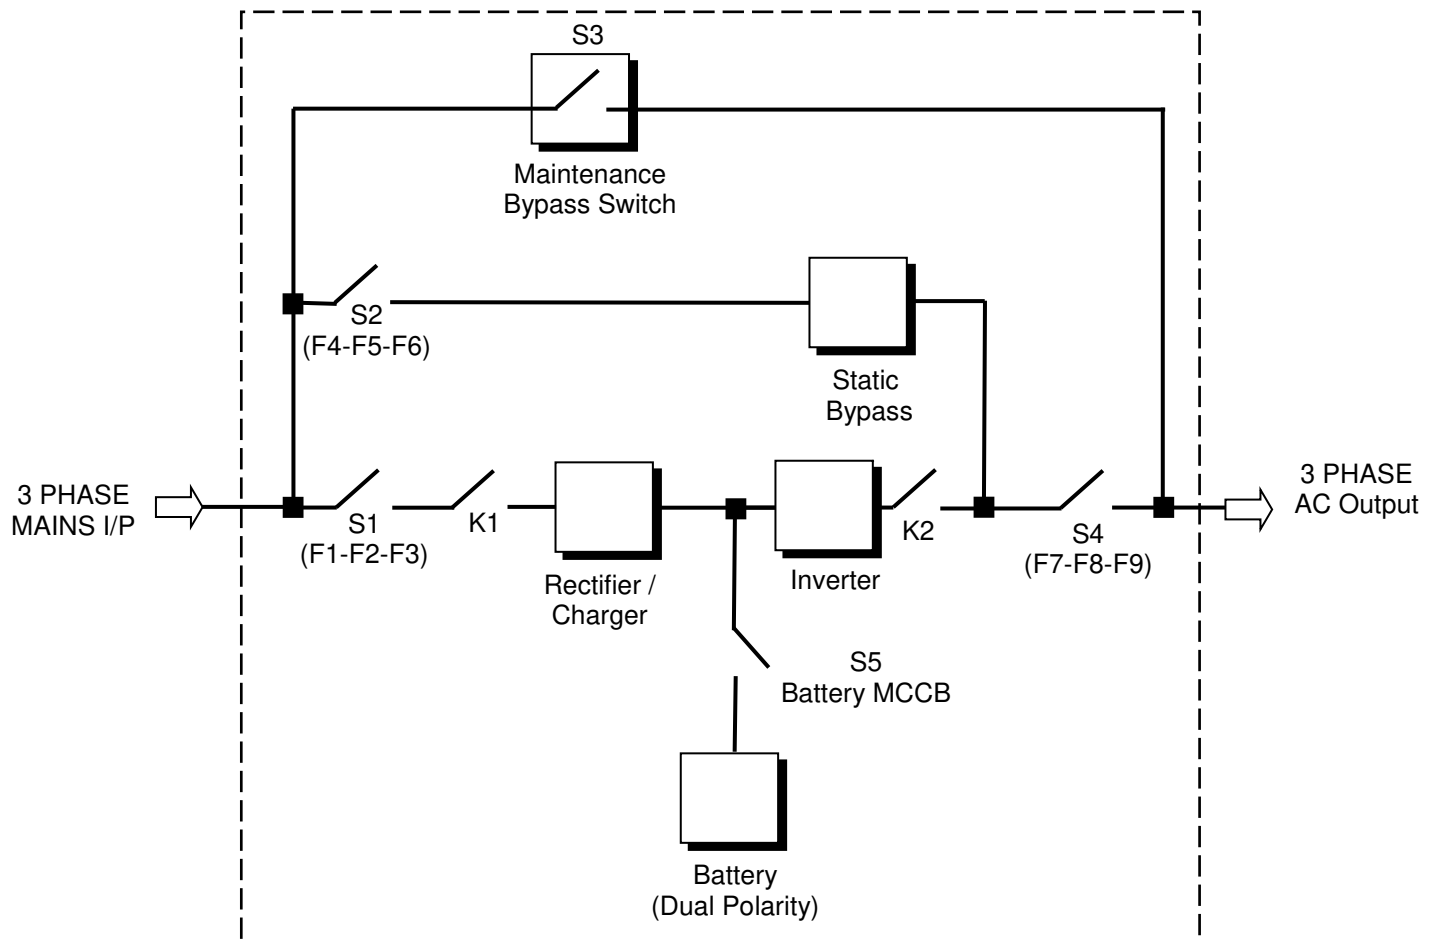 S3
Maintenance
Bypass Switch
S2
(F4-F5-F6)
Static
Bypass
3 PHASE
MAINS I/P
S1
(F1-F2-F3)
K1
Rectifier /
Charger
Inverter
K2
S4
(F7-F8-F9)
3 PHASE
AC Output
S5
Battery MCCB
Battery
(Dual Polarity)